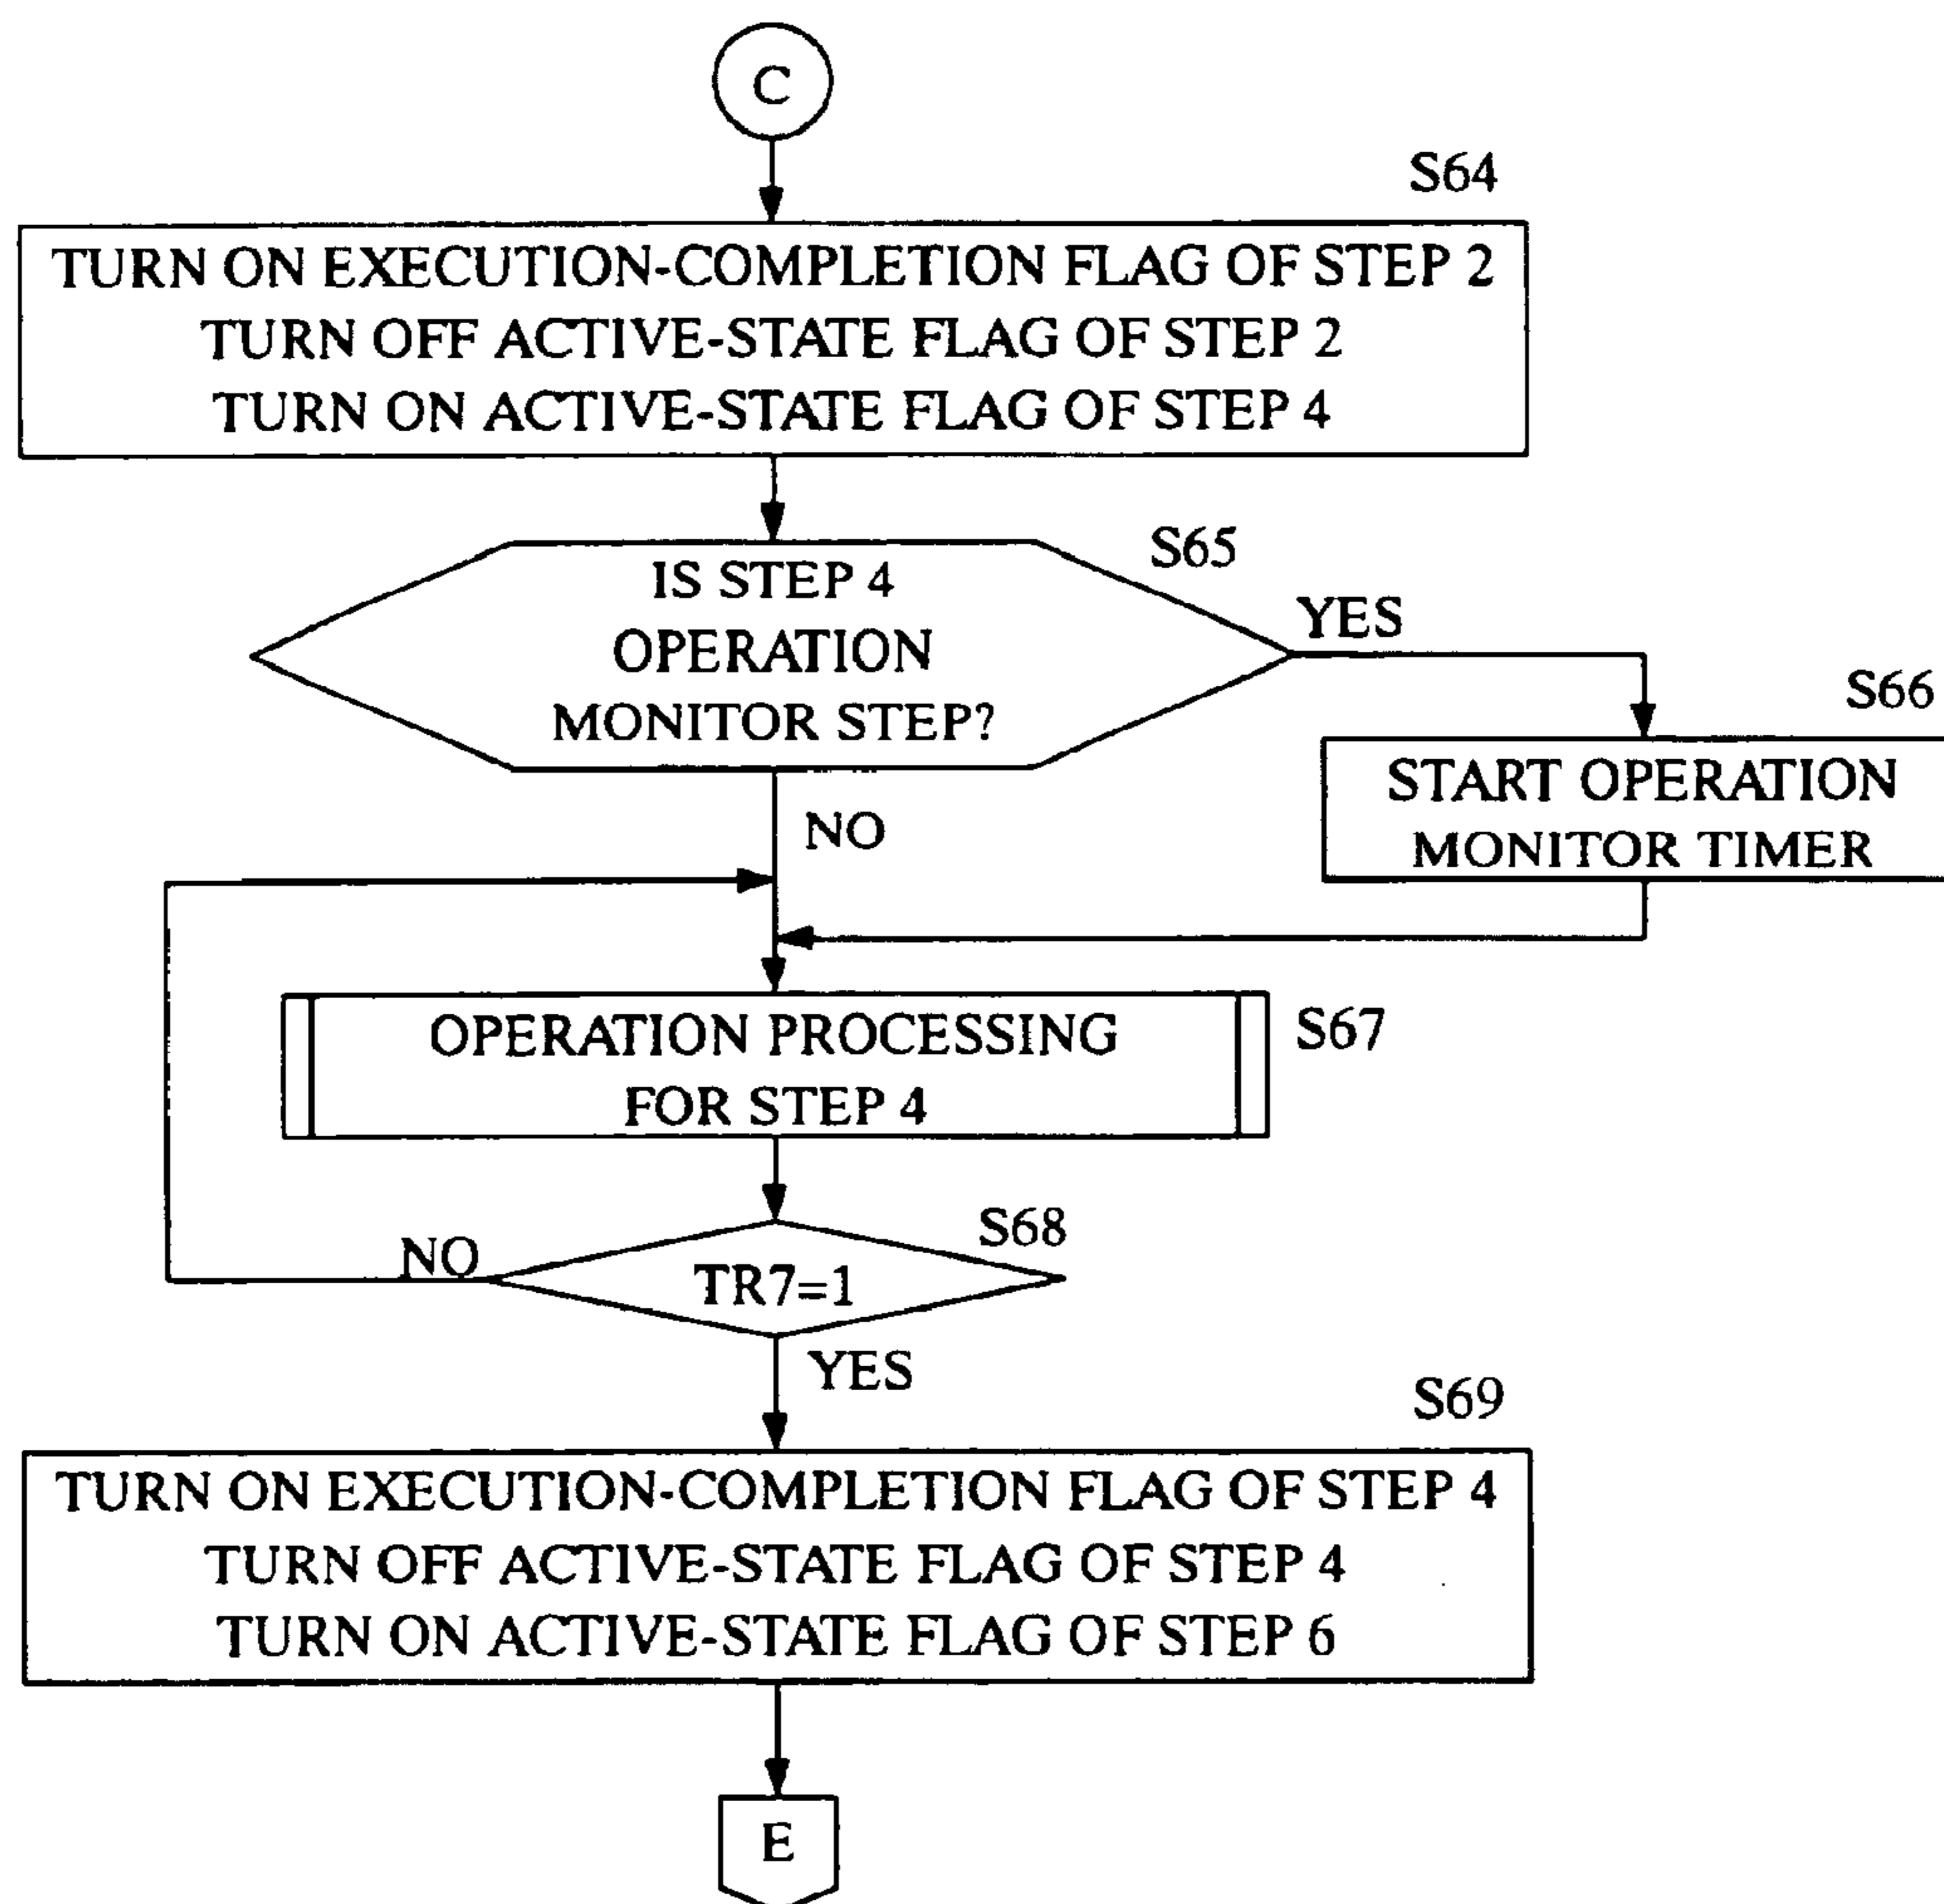 C
S64
TURN ON EXECUTION-COMPLETION FLAG OF STEP 2
TURN OFF ACTIVE-STATE FLAG OF STEP 2
TURN ON ACTIVE-STATE FLAG OF STEP 4
S65
IS STEP 4
OPERATION
MONITOR STEP?
YES
S66
START OPERATION
MONITOR TIMER
NO
OPERATION PROCESSING
FOR STEP 4
S67
S68
NO
TR7=1
YES
S69
TURN ON EXECUTION-COMPLETION FLAG OF STEP 4
TURN OFF ACTIVE-STATE FLAG OF STEP 4
TURN ON ACTIVE-STATE FLAG OF STEP 6
E